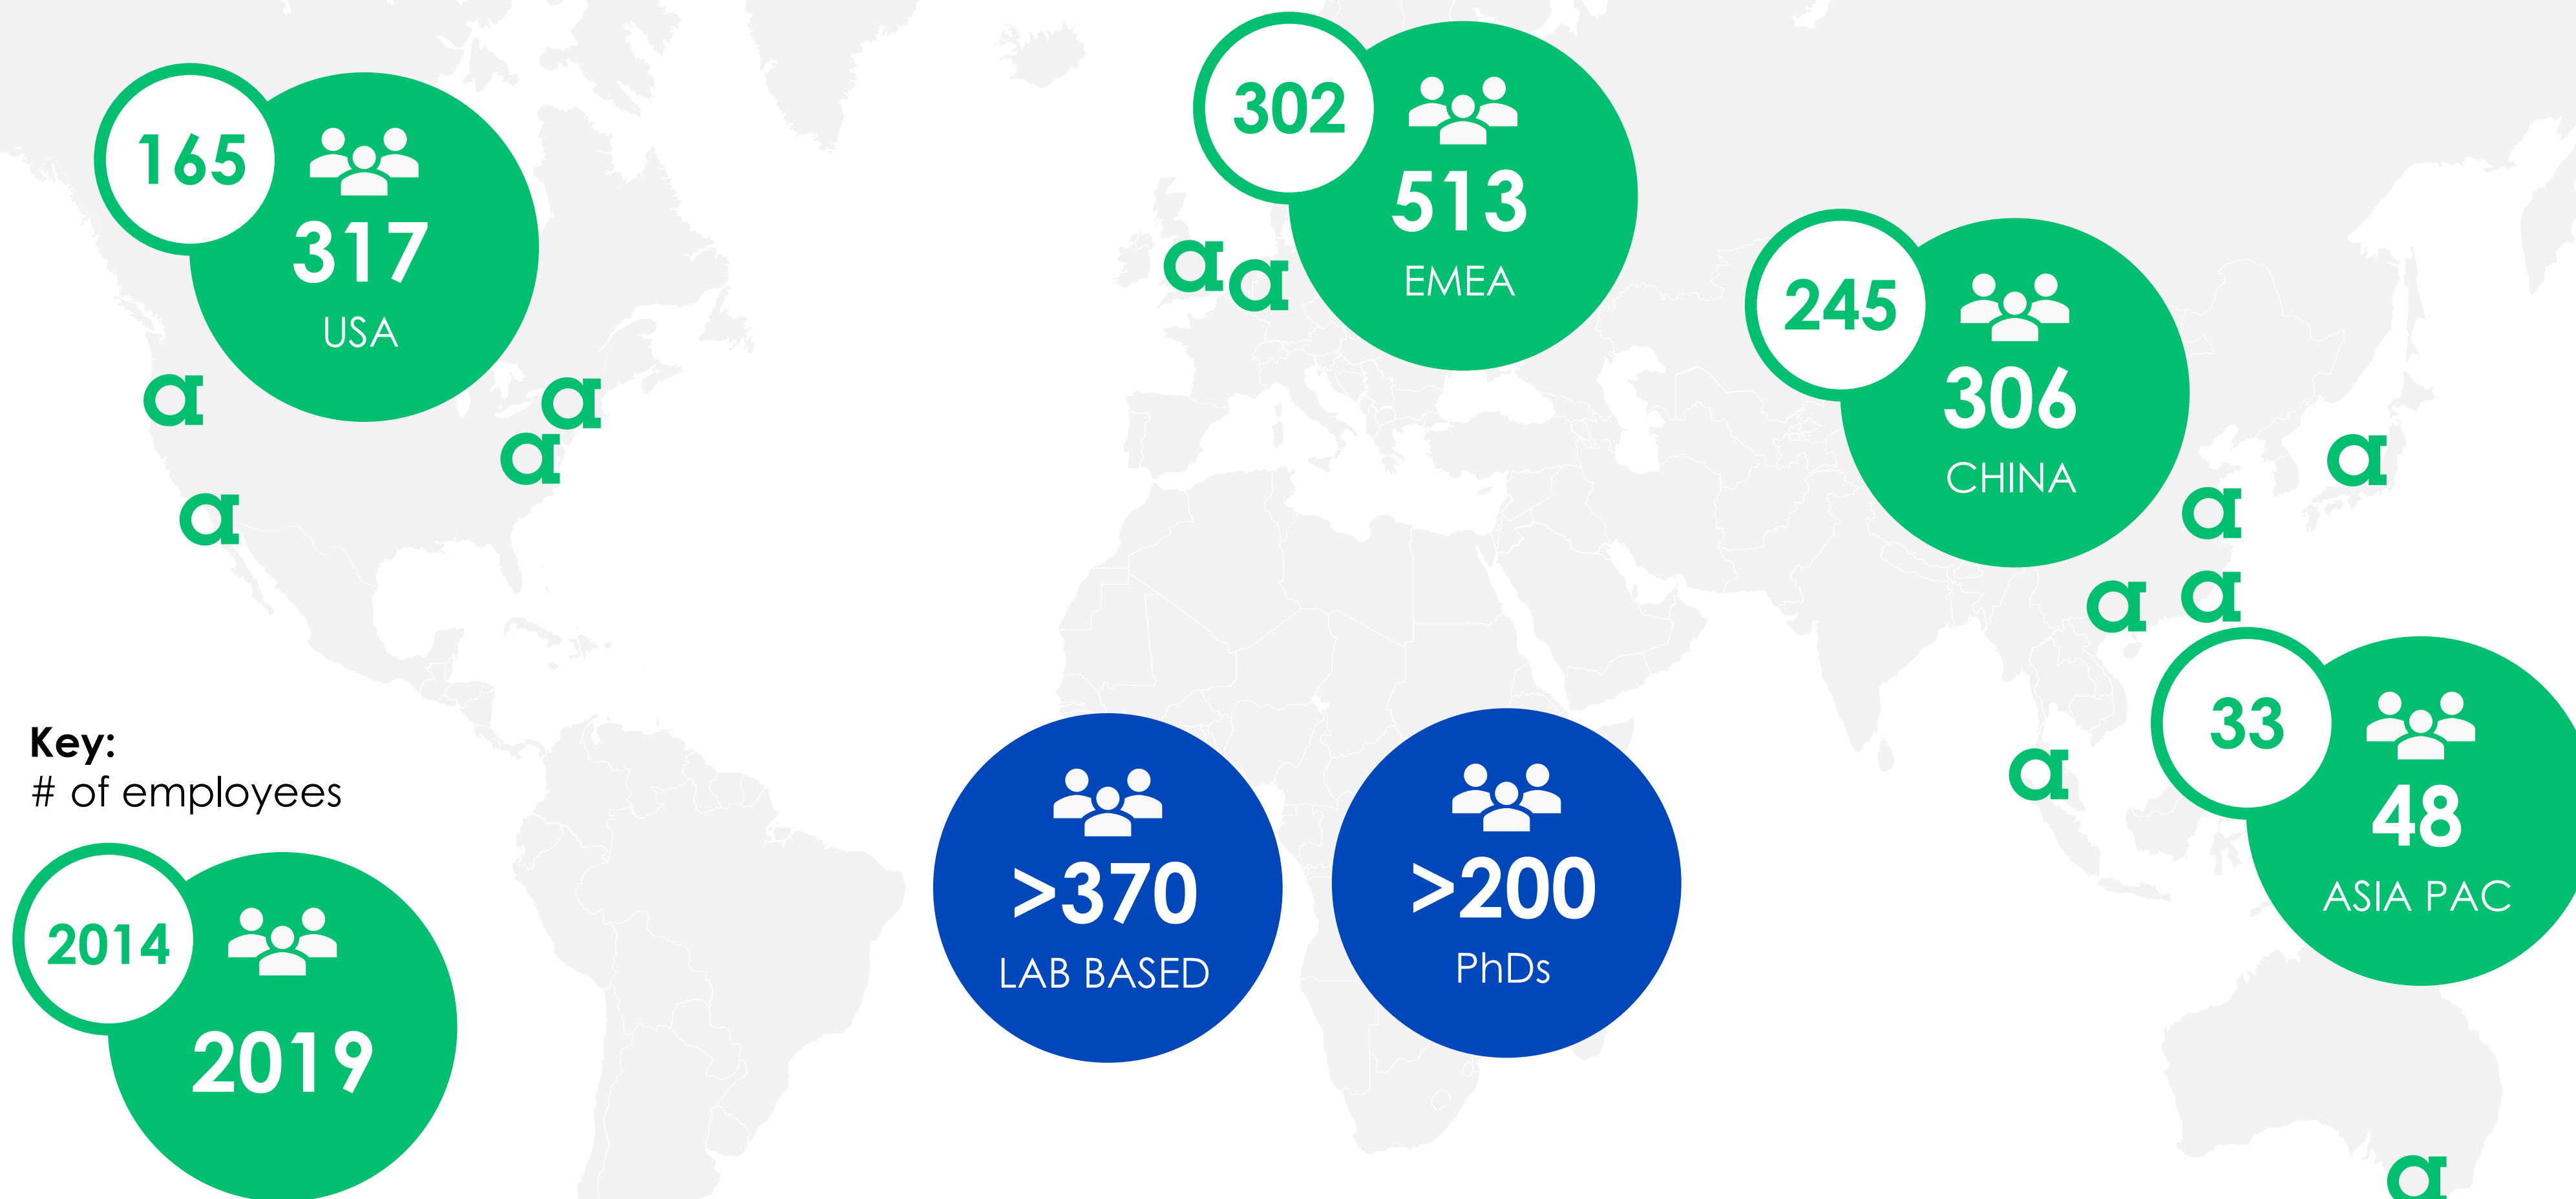 165
317
USA
302
513
EMEA
245
306
CHINA
33
48
ASIA PAC
Key:
# of employees
2014
2019
>370
LAB BASED
>200
PhDs
a
a
a
a
a
a
a
a
a
a
a
a